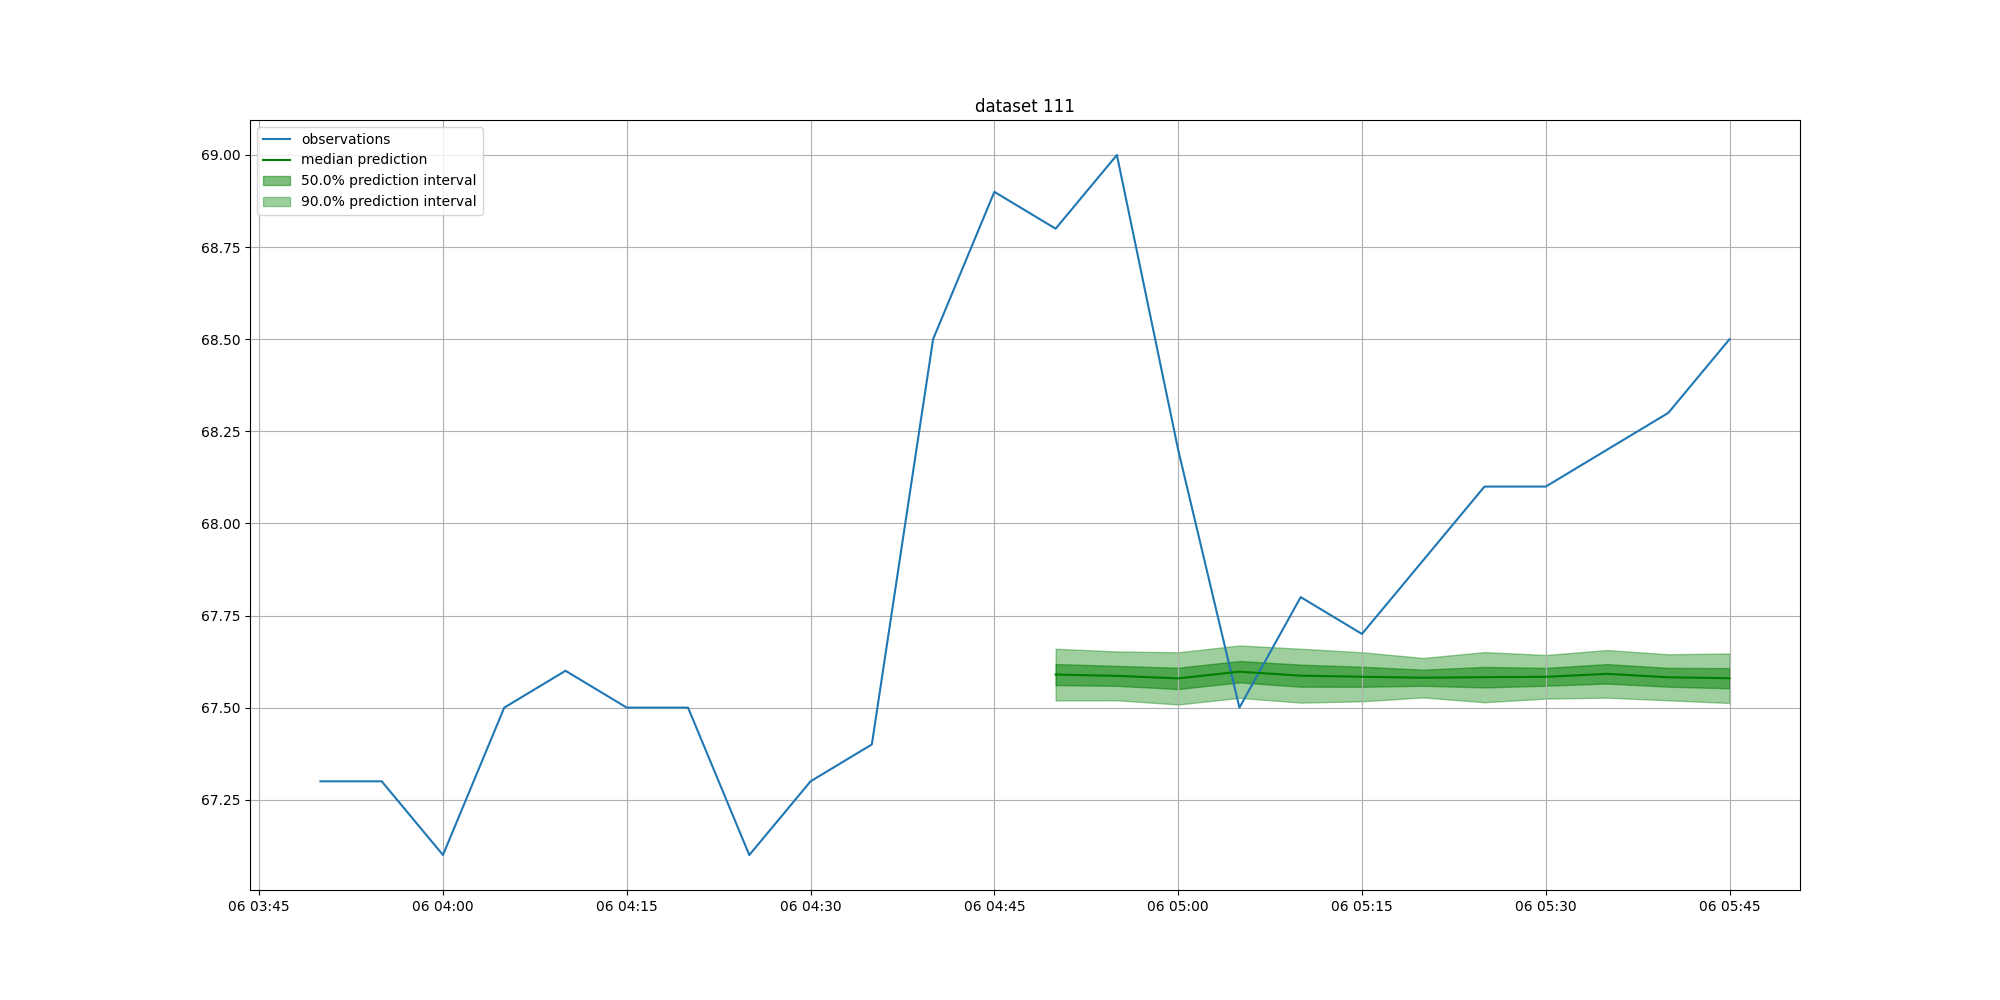 dataset 111
observations
median prediction
50.0% prediction interval
90.0% prediction interval
69.00
68.75
68.50
68.25
68.00
67.75
67.50
67.25
06 03:45 06 04:00 06 04:15 06 04:30 06 04:45 06 05:00 06 05:15 06 05:30 06 05:45